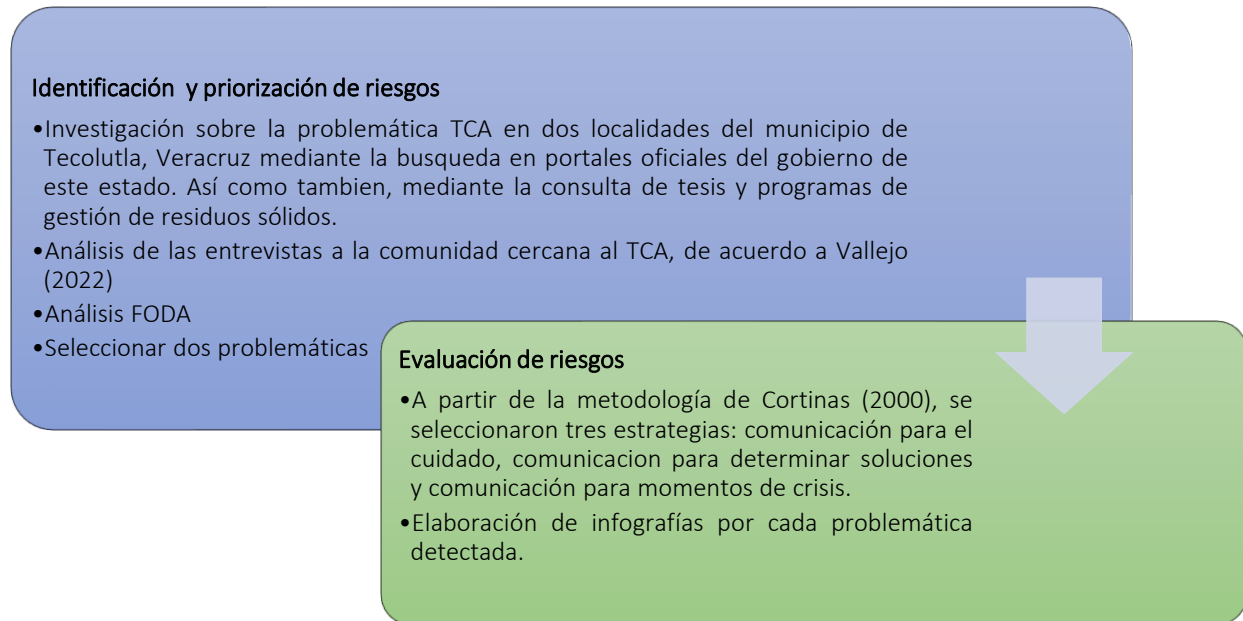 Identificación  y priorización de riesgos
•Investigación sobre la problemática TCA en dos localidades del municipio de
Tecolutla, Veracruz mediante la busqueda en portales oficiales del gobierno de
este estado. Así como tambien, mediante la consulta de tesis y programas de
gestión de residuos sólidos.
•Análisis de las entrevistas a la comunidad cercana al TCA, de acuerdo a Vallejo
(2022)
•Análisis FODA
•Seleccionar dos problemáticas
Evaluación de riesgos
•A partir de la metodología de Cortinas (2000), se
seleccionaron tres estrategias: comunicación para el
cuidado, comunicacion para determinar soluciones
y comunicación para momentos de crisis.
•Elaboración de infografías por cada problemática
detectada.